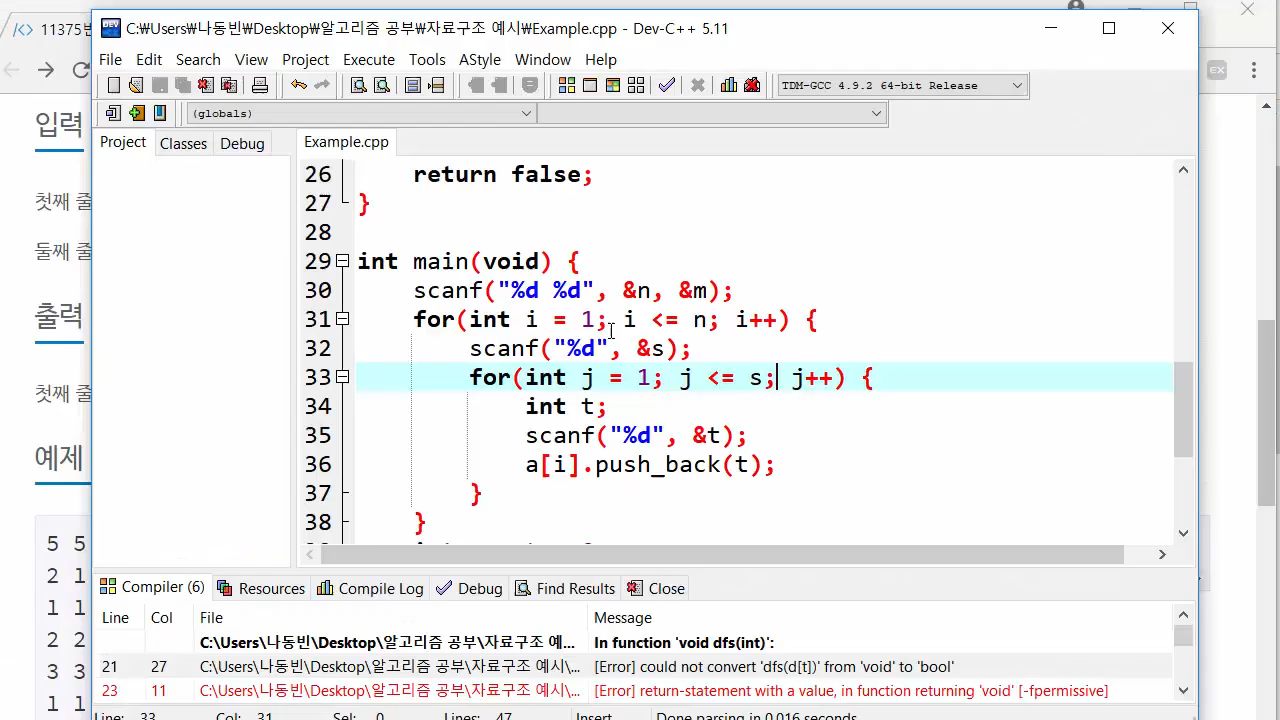 11375번
C:\Users\나동빈\Desktop\알고리즘 공부\자료구조 예시\Example.cpp - Dev-C++ 5.11
File Edit Search View Project Execute Tools AStyle Window Help
TDM-GCC 4.9.2 64-bit Release
(globals)
Project Classes Debug
Example.cpp
입력
첫째 줄
둘째 줄
출력
첫째
예제
5 5
2 1
1 1
2 2
3 3
1 1
26 return false;
27 }
28
29 int main(void) {
30 scanf("%d %d", &n, &m);
31 for(int i = 1; i <= n; i++) {
32 scanf("%d", &s);
33 for(int j = 1; j <= s; j++) {
34 int t;
35 scanf("%d", &t);
36 a[i].push_back(t);
37 }
38 }
Compiler (6) Resources Compile Log Debug Find Results Close
Line Col File Message
C:\Users\나동빈\Desktop\알고리즘 공부\자료구조 예... In function 'void dfs(int)':
21 27 C:\Users\나동빈\Desktop\알고리즘 공부\자료구조 예시\... [Error] could not convert 'dfs(d[t])' from 'void' to 'bool'
23 11 C:\Users\나동빈\Desktop\알고리즘 공부\자료구조 예시\... [Error] return-statement with a value, in function returning 'void' [-fpermissive]
Line: 33 Col: 31 Sel: 0 Lines: 47 Insert Done parsing in 0.016 seconds